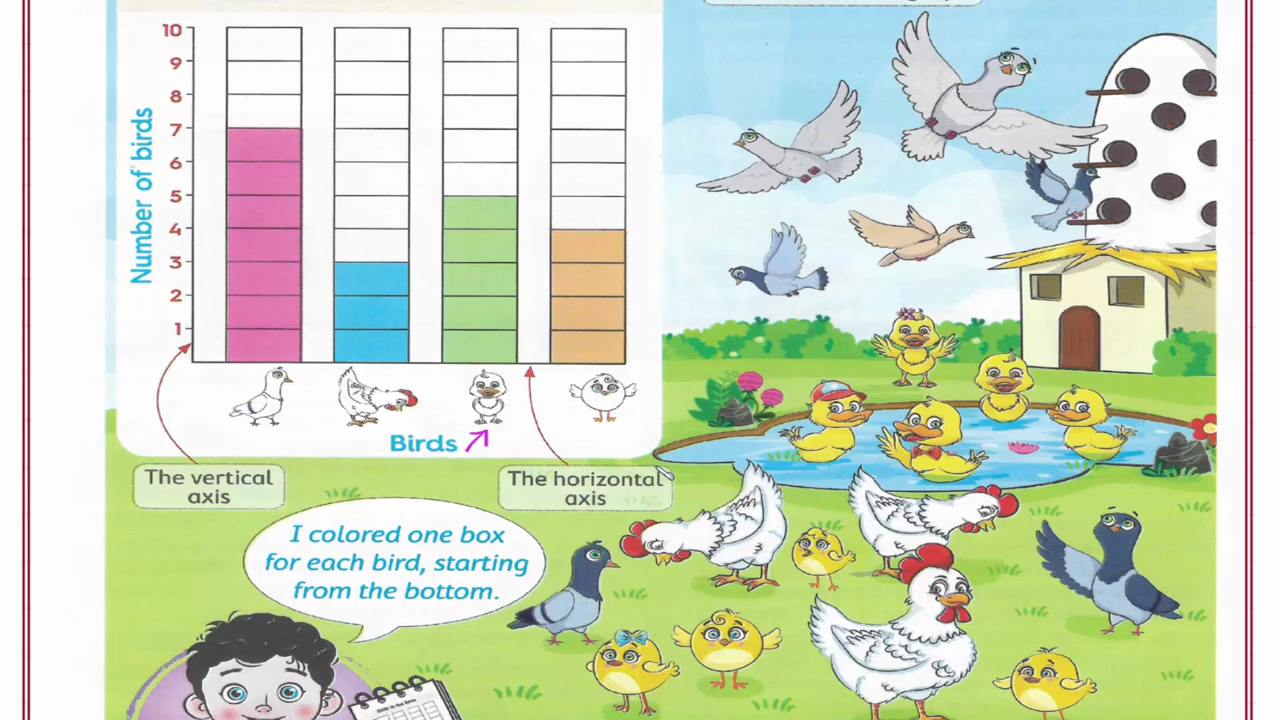 10
9
8
7
6
5
4
3
2
1
Number of birds
Birds
The vertical
axis
The horizontal
axis
I colored one box
for each bird, starting
from the bottom.